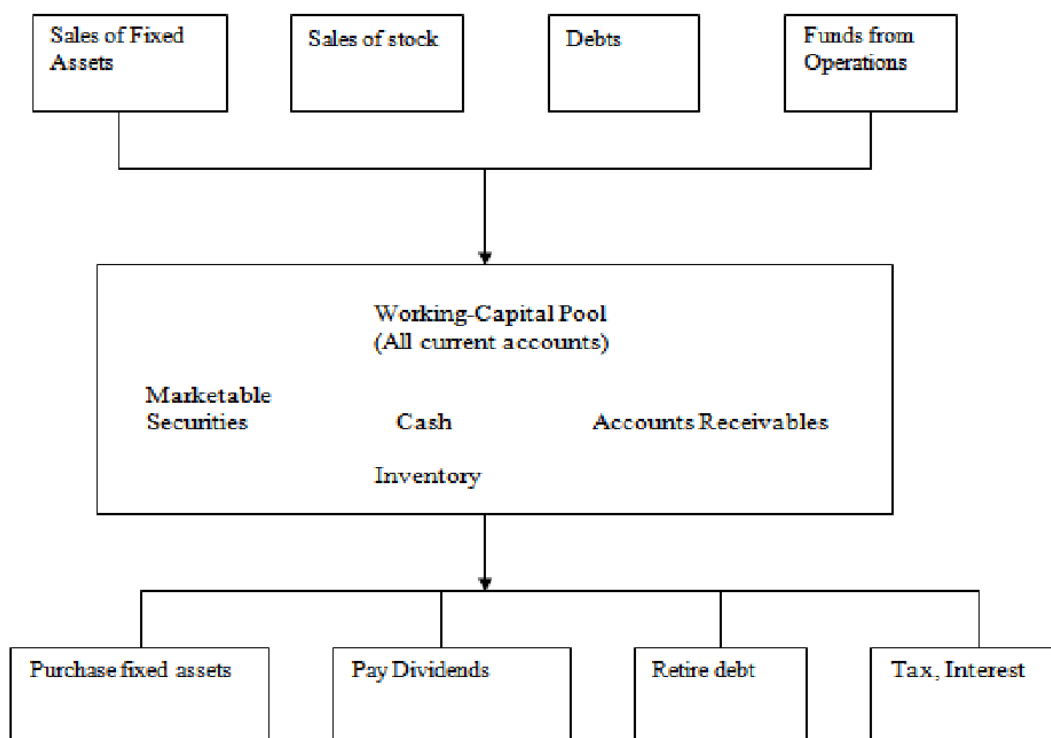 Sales of Fixed
Assets
Sales of stock
Debts
Funds from
Operations
Working-Capital Pool
(All current accounts)
Marketable
Securities
Cash
Accounts Receivables
Inventory
Purchase fixed assets
Pay Dividends
Retire debt
Tax, Interest